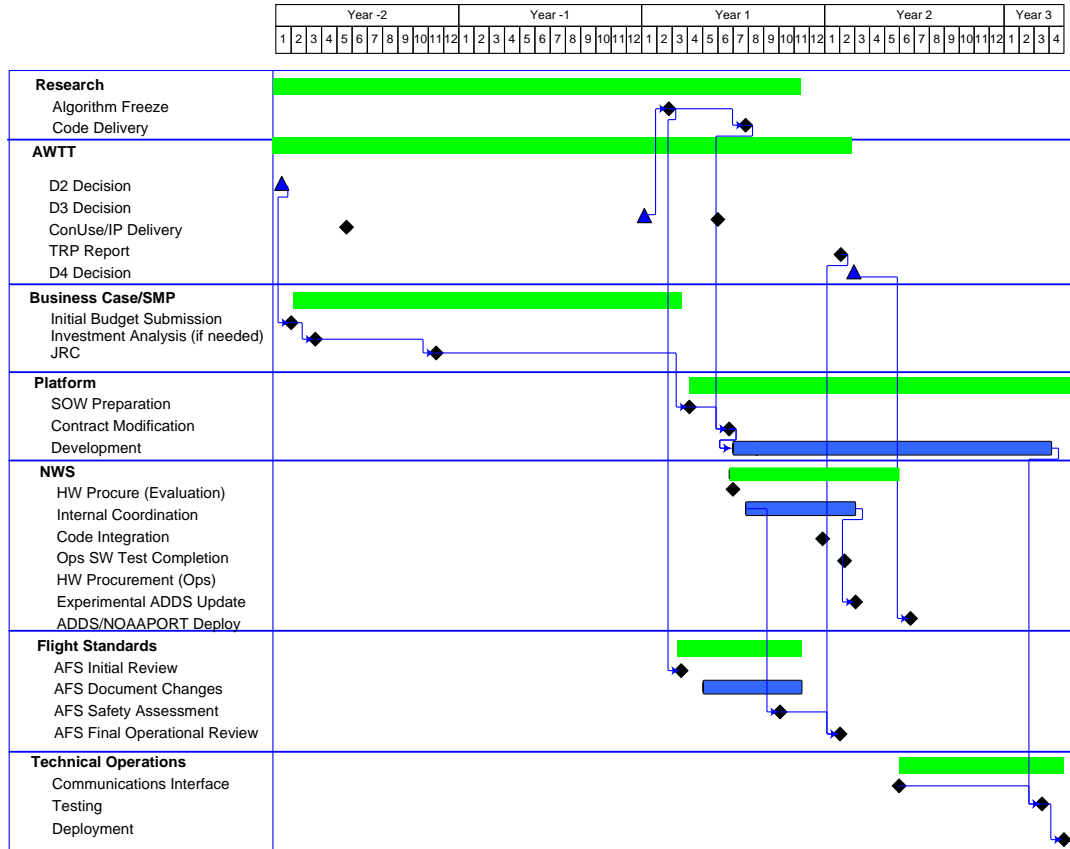 Year -2 Year -1 Year 1 Year 2 Year 3
1 2 3 4 5 6 7 8 9 10 11 12 1 2 3 4 5 6 7 8 9 10 11 12 1 2 3 4 5 6 7 8 9 10 11 12 1 2 3 4 5 6 7 8 9 10 11 12 1 2 3 4
Research
Algorithm Freeze
Code Delivery
AWTT
D2 Decision
D3 Decision
ConUse/IP Delivery
TRP Report
D4 Decision
Business Case/SMP
Initial Budget Submission
Investment Analysis (if needed)
JRC
Platform
SOW Preparation
Contract Modification
Development
NWS
HW Procure (Evaluation)
Internal Coordination
Code Integration
Ops SW Test Completion
HW Procurement (Ops)
Experimental ADDS Update
ADDS/NOAAPORT Deploy
Flight Standards
AFS Initial Review
AFS Document Changes
AFS Safety Assessment
AFS Final Operational Review
Technical Operations
Communications Interface
Testing
Deployment